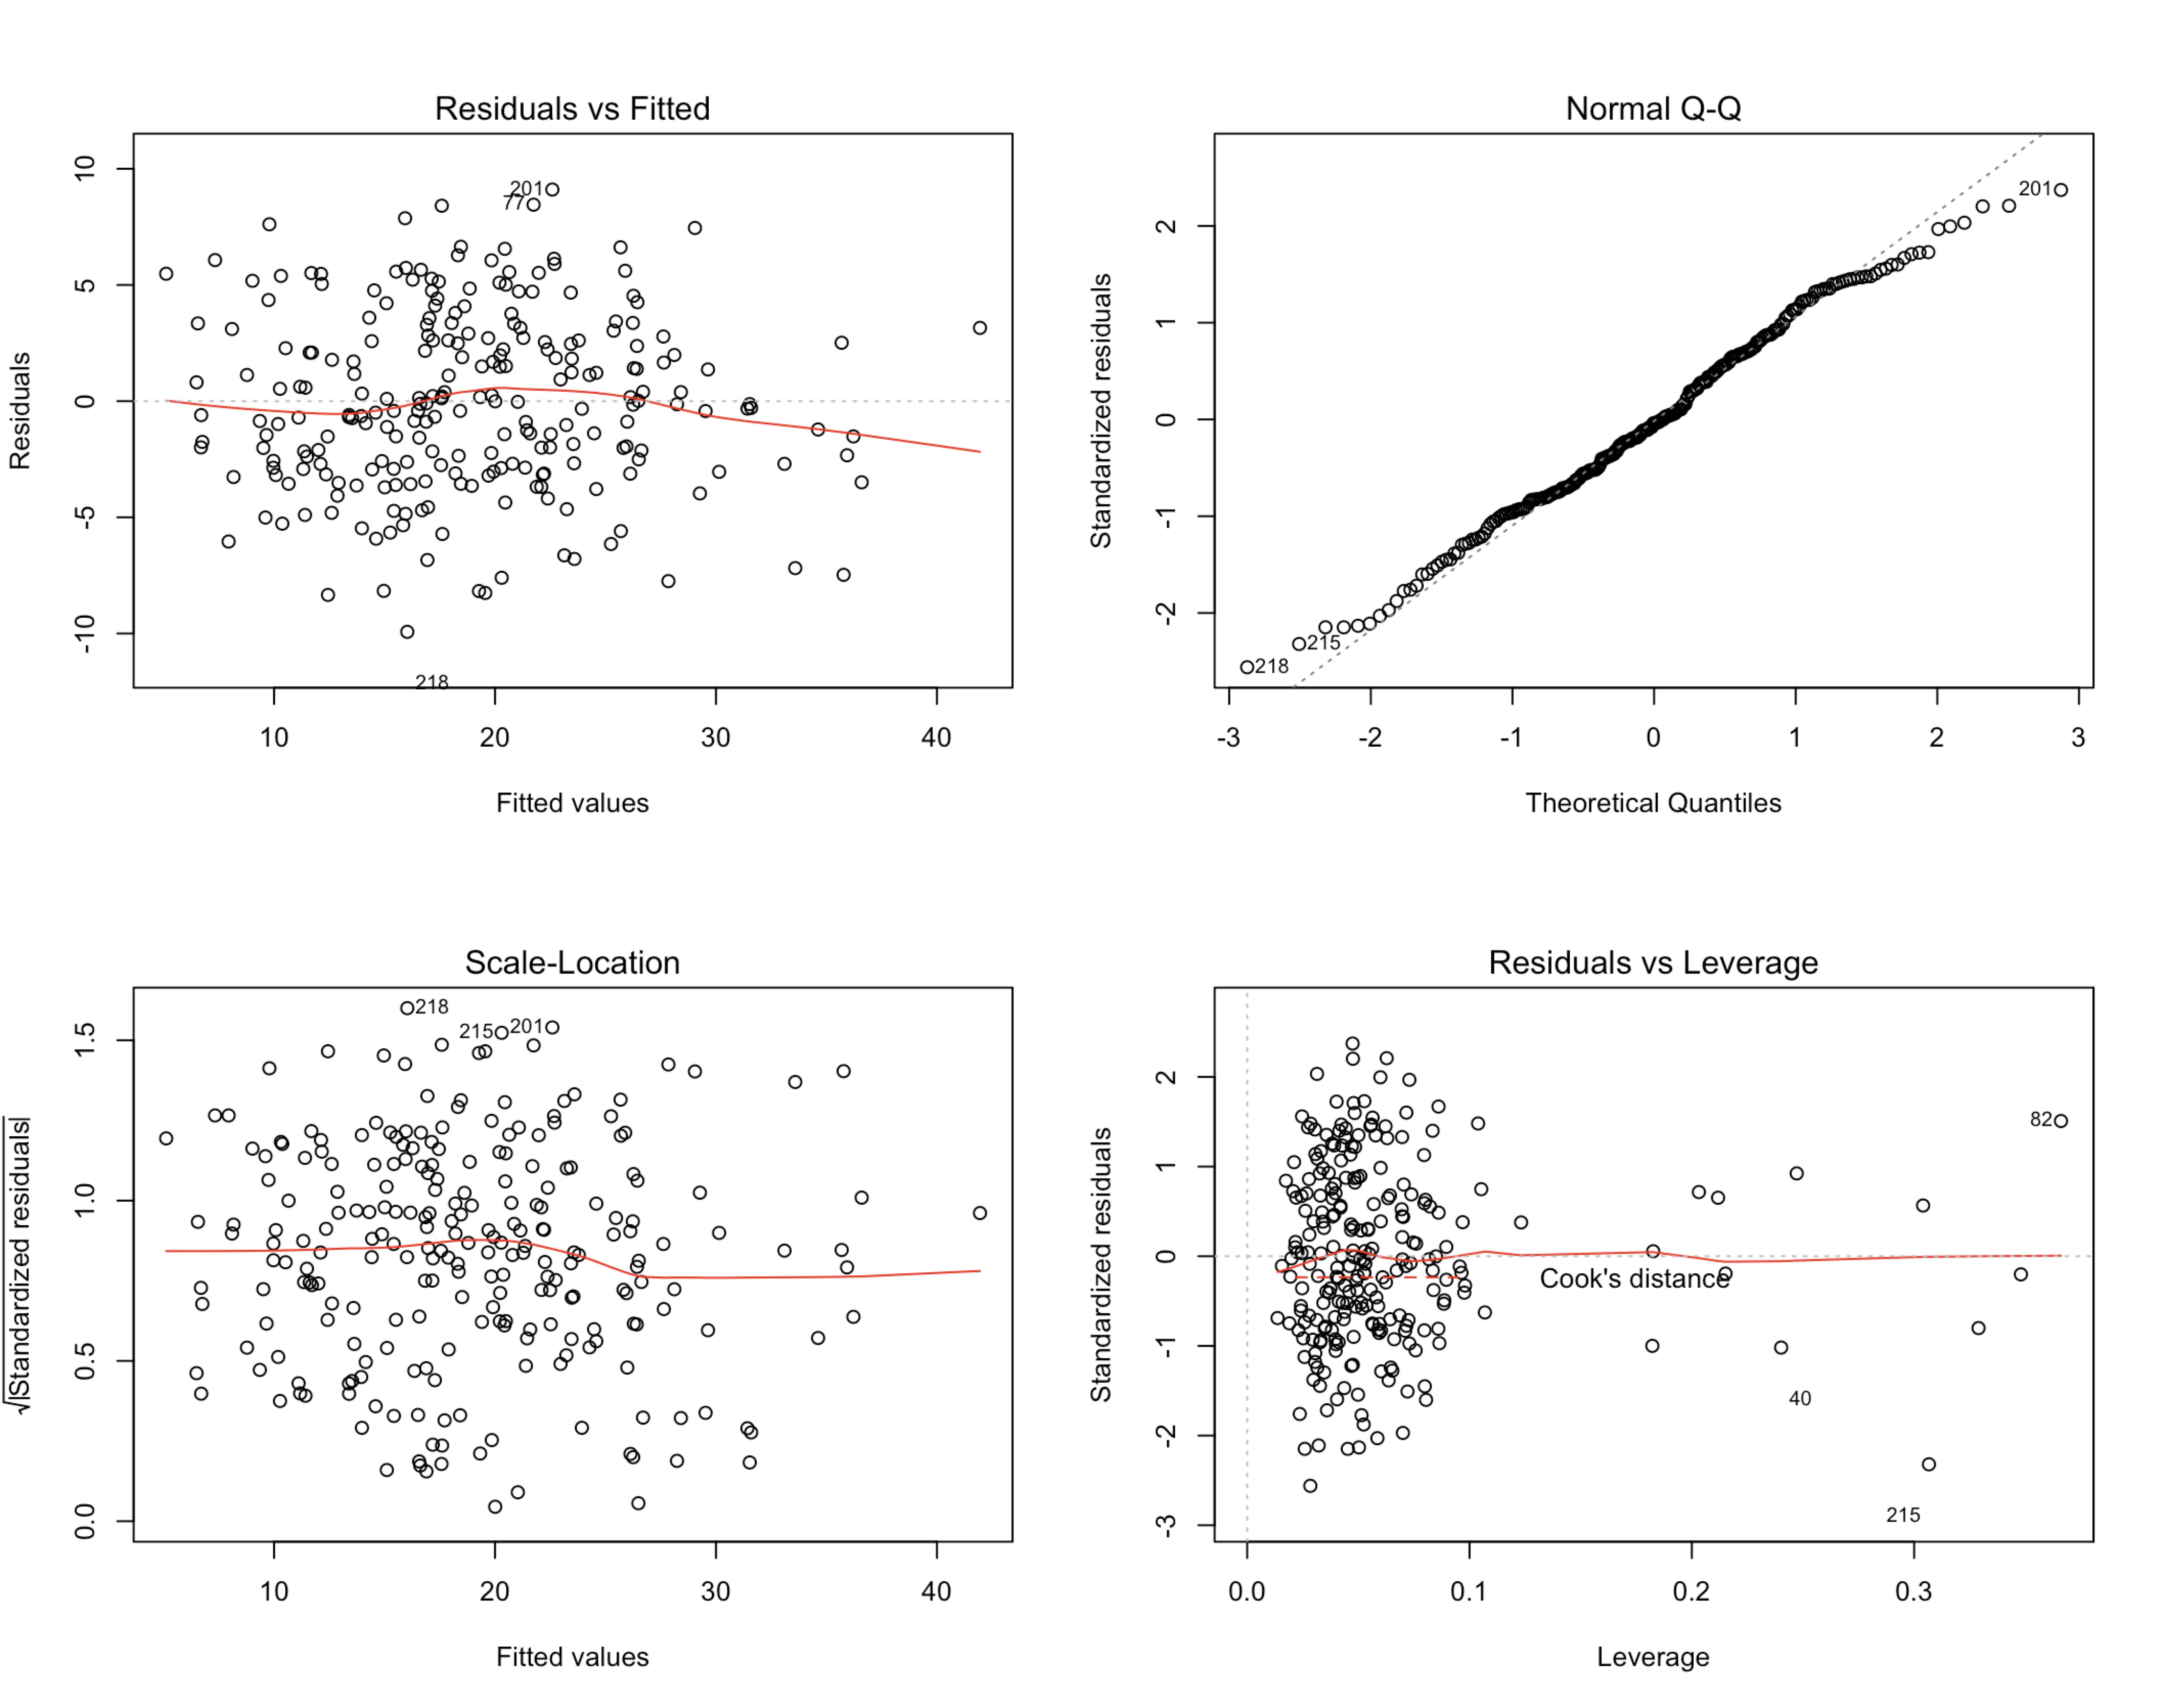 Residuals vs Fitted
Residuals
10
5
0
-5
-10
201
77
218
10 20 30 40
Fitted values
Normal Q-Q
Standardized residuals
2
1
0
-1
-2
201
215
218
-3 -2 -1 0 1 2 3
Theoretical Quantiles
Scale-Location
√|Standardized residuals|
1.5
1.0
0.5
0.0
218
215 201
10 20 30 40
Fitted values
Residuals vs Leverage
Standardized residuals
2
1
0
-1
-2
-3
82
Cook's distance
40
215
0.0 0.1 0.2 0.3
Leverage